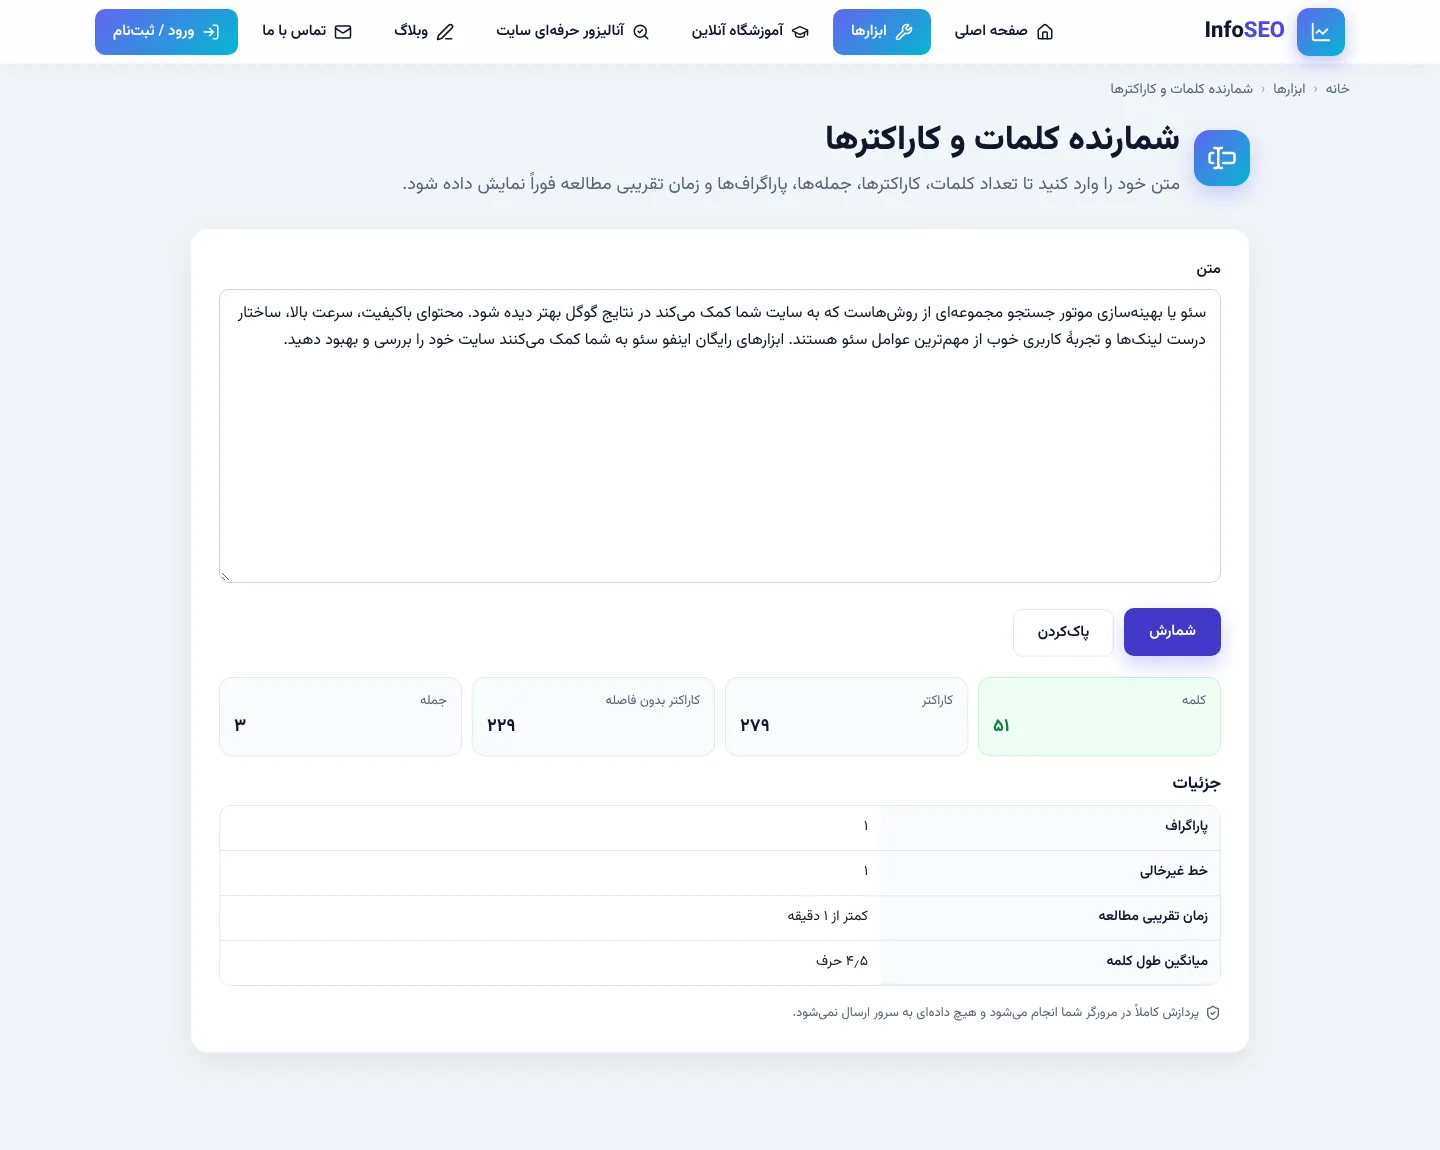 InfoSEO
صفحه اصلی
ابزارها
آموزشگاه آنلاین
آنالیزور حرفه‌ای سایت
وبلاگ
تماس با ما
ورود / ثبت‌نام
خانه › ابزارها › شمارنده کلمات و کاراکترها
شمارنده کلمات و کاراکترها
متن خود را وارد کنید تا تعداد کلمات، کاراکترها، جمله‌ها، پاراگراف‌ها و زمان تقریبی مطالعه فوراً نمایش داده شود.
متن
سئو یا بهینه‌سازی موتور جستجو مجموعه‌ای از روش‌هاست که به سایت شما کمک می‌کند در نتایج گوگل بهتر دیده شود. محتوای باکیفیت، سرعت بالا، ساختار
درست لینک‌ها و تجربهٔ کاربری خوب از مهم‌ترین عوامل سئو هستند. ابزارهای رایگان اینفو سئو به شما کمک می‌کنند سایت خود را بررسی و بهبود دهید.
شمارش
پاک‌کردن
کلمه
۵۱
کاراکتر
۲۷۹
کاراکتر بدون فاصله
۲۲۹
جمله
۳
جزئیات
پاراگراف ۱
خط غیرخالی ۱
زمان تقریبی مطالعه کمتر از ۱ دقیقه
میانگین طول کلمه ۴٫۵ حرف
پردازش کاملاً در مرورگر شما انجام می‌شود و هیچ داده‌ای به سرور ارسال نمی‌شود.